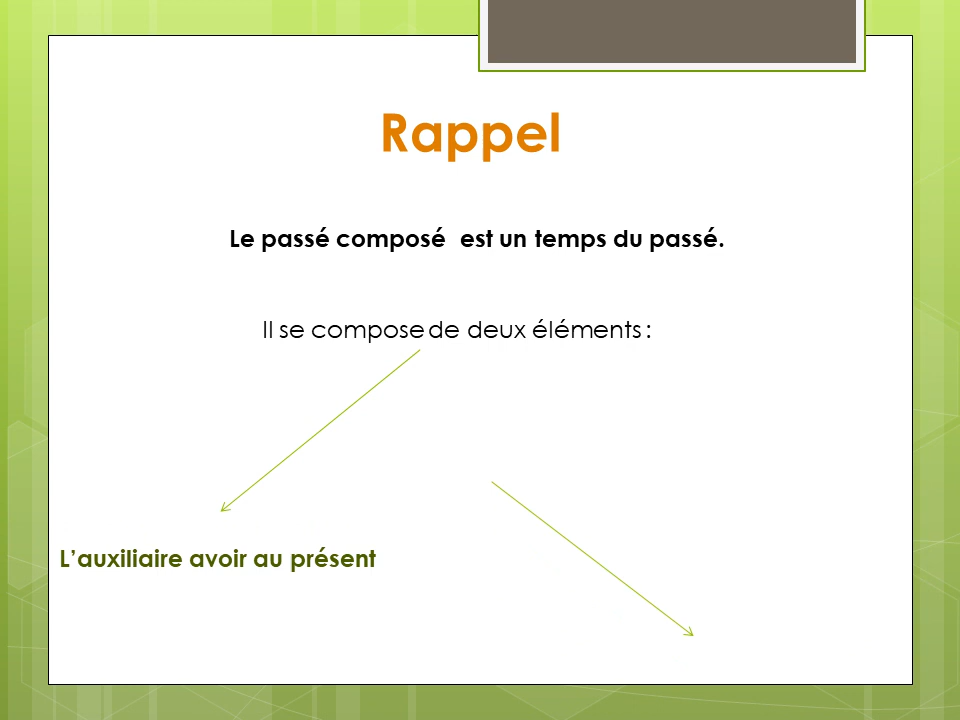 Rappel
Le passé composé est un temps du passé.
Il se compose de deux éléments :
L’auxiliaire avoir au présent